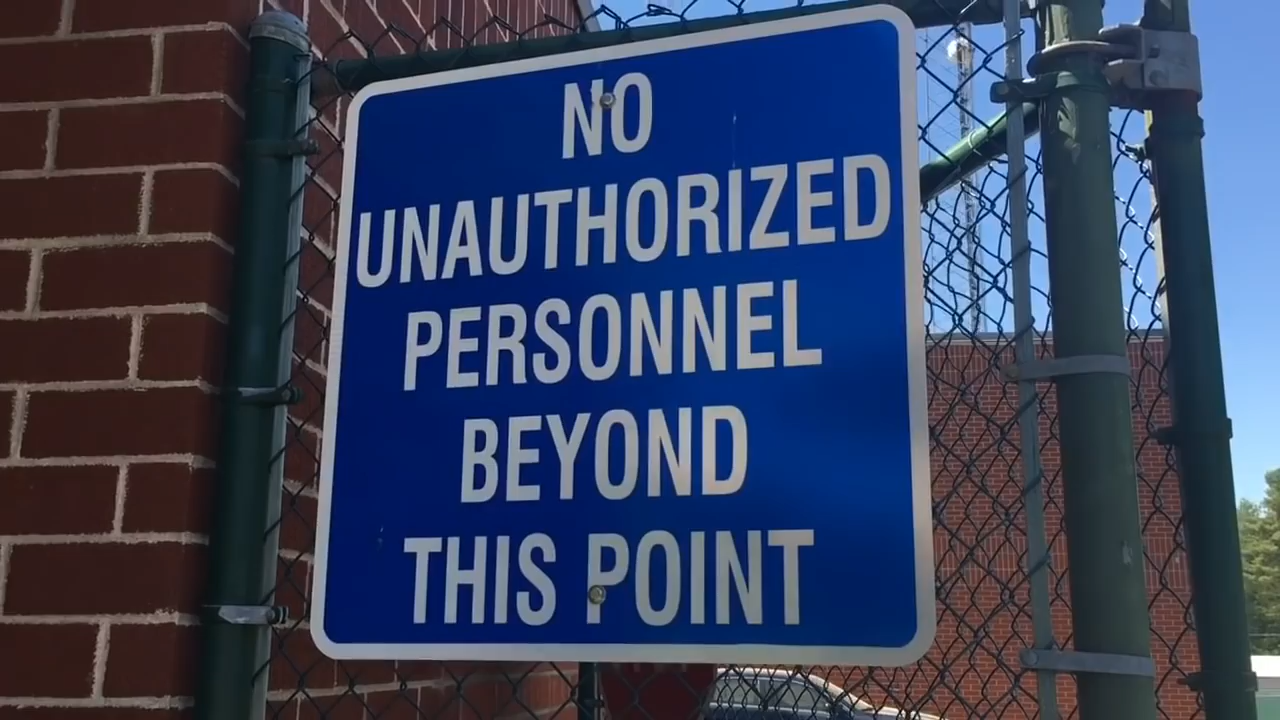 NO
UNAUTHORIZED
PERSONNEL
BEYOND
THIS POINT